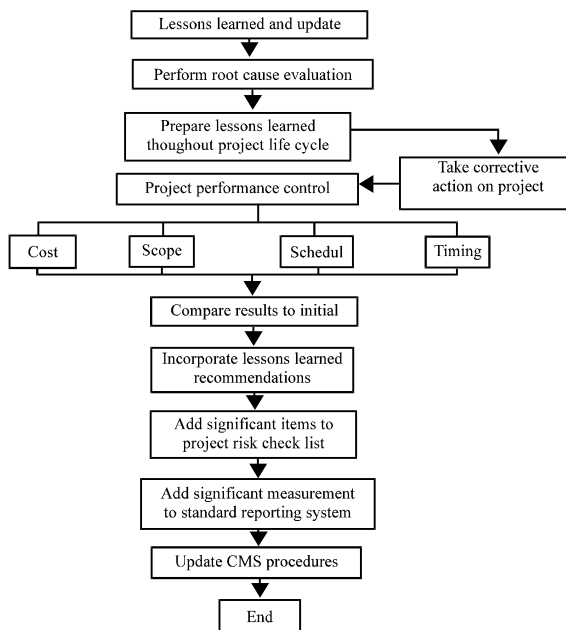 Lessons learned and update
Perform root cause evaluation
Prepare lessons learned
thoughout project life cycle
Take corrective
action on project
Project performance control
Cost
Scope
Schedul
Timing
Compare results to initial
Incorporate lessons learned
recommendations
Add significant items to
project risk check list
Add significant measurement
to standard reporting system
Update CMS procedures
End